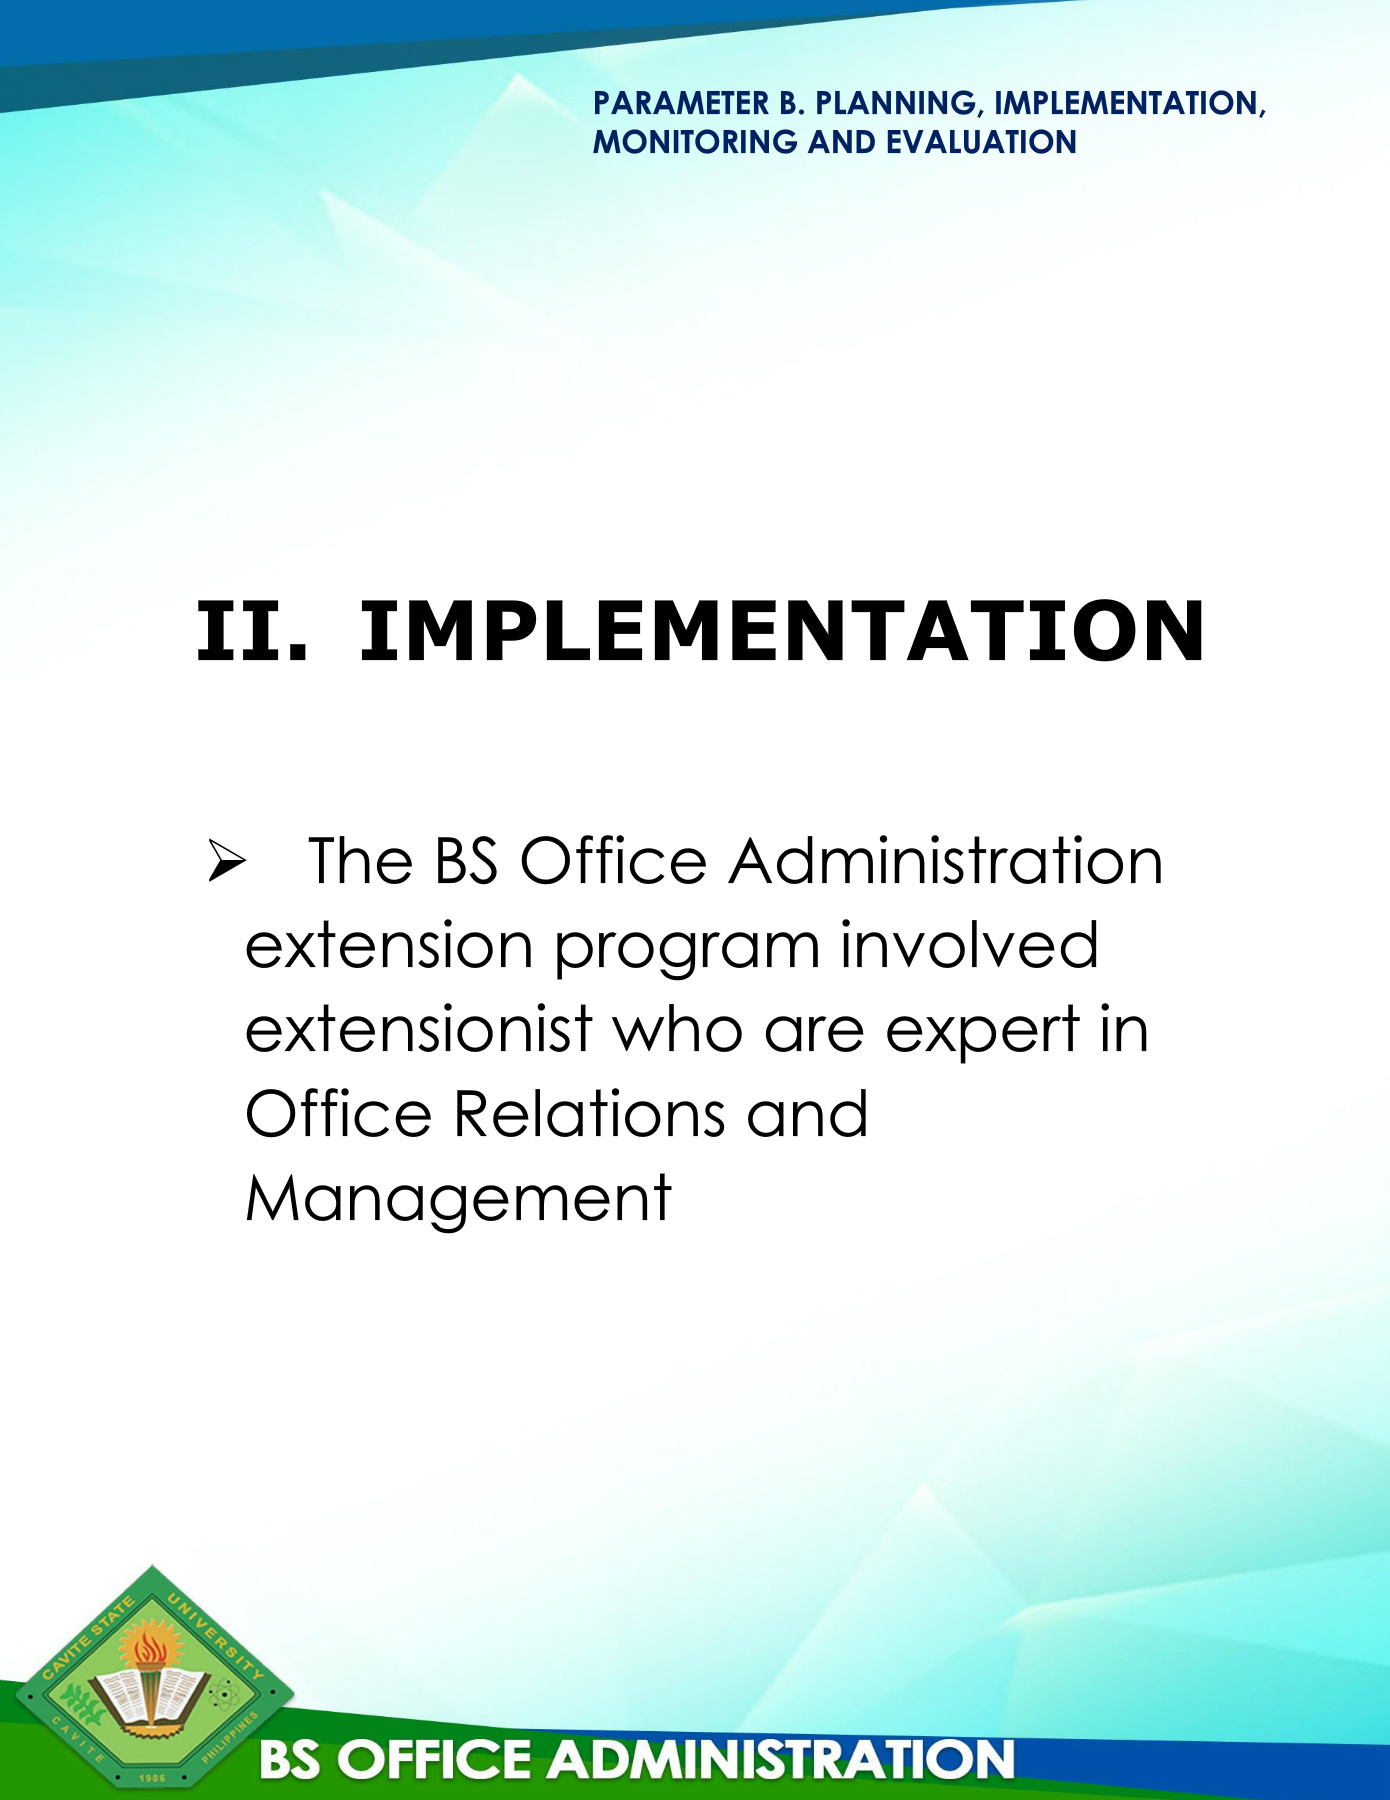 PARAMETER B. PLANNING, IMPLEMENTATION,
MONITORING AND EVALUATION
II. IMPLEMENTATION
➢ The BS Office Administration
extension program involved
extensionist who are expert in
Office Relations and
Management
CAVITE STATE UNIVERSITY
CAVITE
PHILIPPINES
1906
BS OFFICE ADMINISTRATION